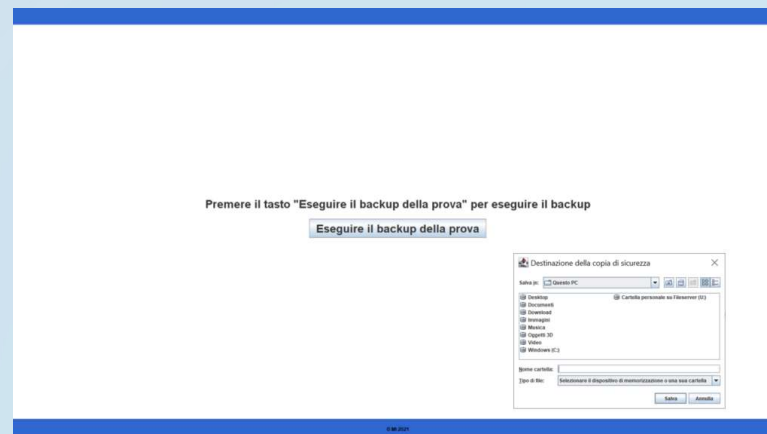 Premere il tasto "Eseguire il backup della prova" per eseguire il backup
Eseguire il backup della prova
Destinazione della copia di sicurezza
Salva in: Questo PC
Desktop
Documenti
Download
Immagini
Musica
Oggetti 3D
Video
Windows (C:)
Cartella personale su Fileserver (U:)
Nome cartella:
Tipo di file: Selezionare il dispositivo di memorizzazione o una sua cartella
Salva Annulla